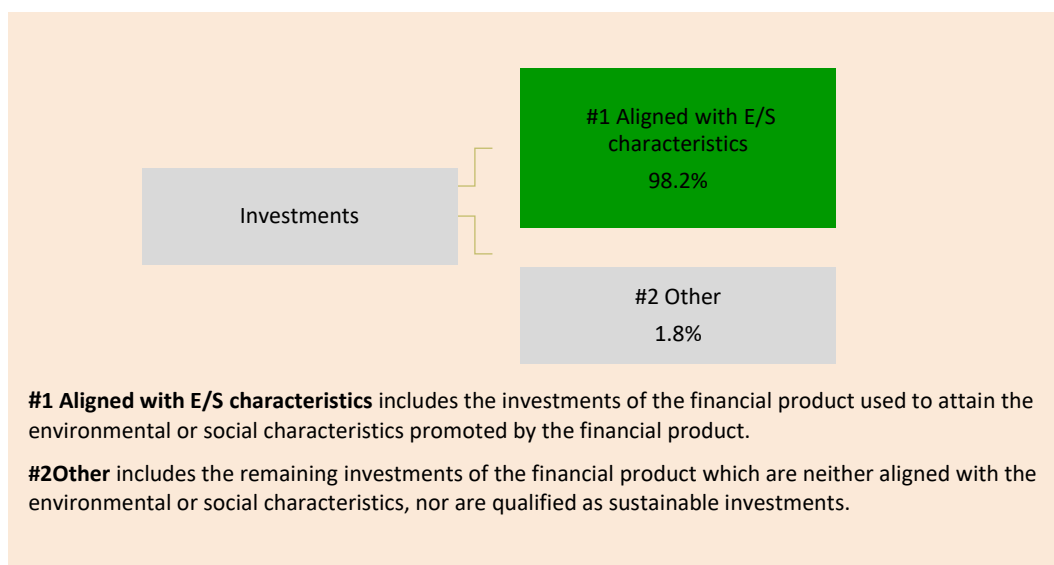 #1 Aligned with E/S
characteristics
98.2%
Investments
#2 Other
1.8%
#1 Aligned with E/S characteristics includes the investments of the financial product used to attain the
environmental or social characteristics promoted by the financial product.
#2Other includes the remaining investments of the financial product which are neither aligned with the
environmental or social characteristics, nor are qualified as sustainable investments.